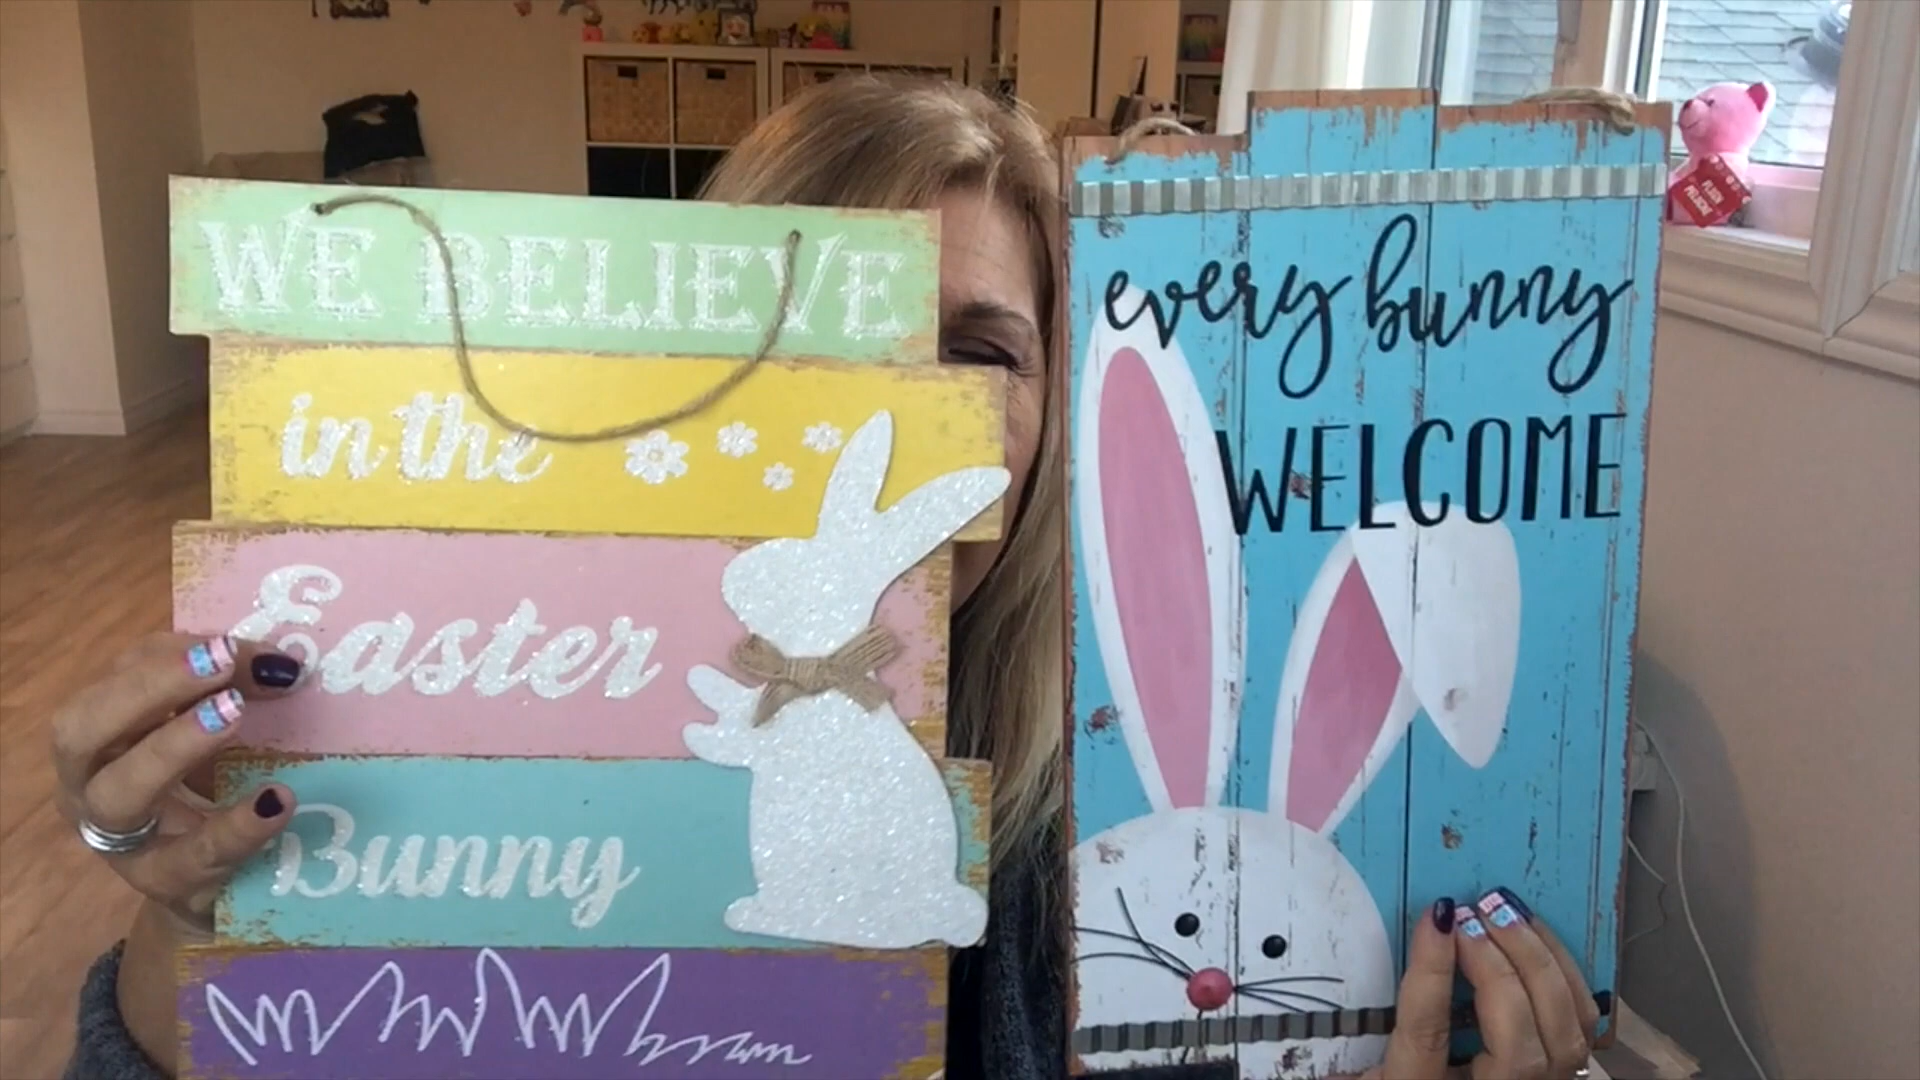 WE BELIEVE
in the
Easter
Bunny
every bunny
WELCOME